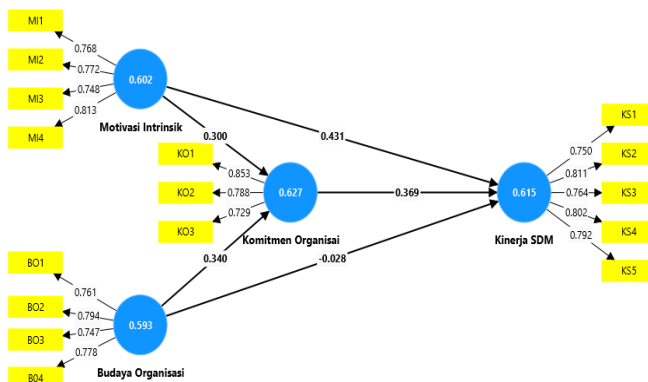 MI1
0.768
MI2
0.772
0.602
0.748
MI3
0.813
MI4
Motivasi Intrinsik
0.300
0.431
KO1
0.853
KO2
0.788
0.627
KO3
0.729
Komitmen Organisai
0.369
KS1
0.750
KS2
0.811
0.615
0.764
KS3
0.802
KS4
0.792
Kinerja SDM
KS5
0.340
-0.028
BO1
0.761
BO2
0.794
0.593
0.747
BO3
0.778
B04
Budaya Organisasi